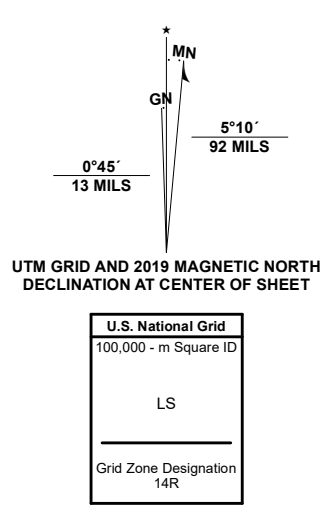 ★
MN
GN
5°10´
92 MILS
0°45´
13 MILS
UTM GRID AND 2019 MAGNETIC NORTH
DECLINATION AT CENTER OF SHEET
U.S. National Grid
100,000 - m Square ID
LS
Grid Zone Designation
14R